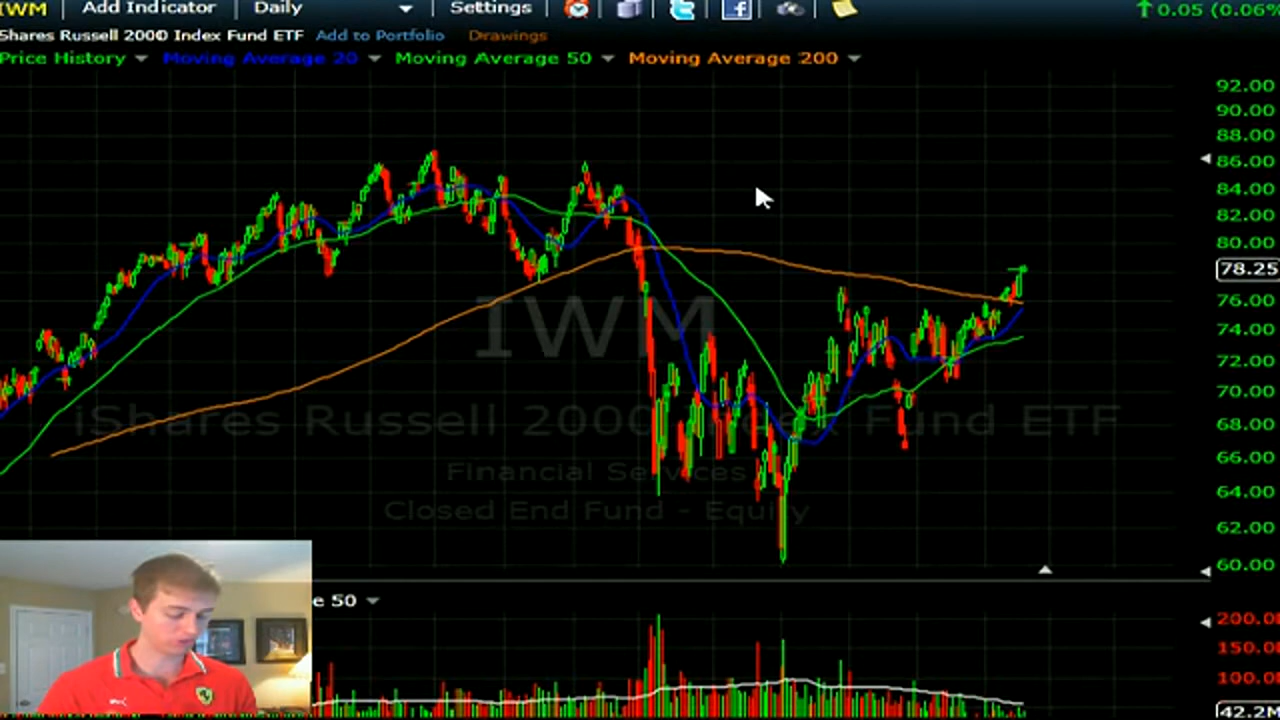 IWM Add Indicator Daily Settings 0.05 (0.06%
Shares Russell 2000 Index Fund ETF Add to Portfolio Drawings
Price History Moving Average 20 Moving Average 50 Moving Average 200
92.00
90.00
88.00
86.00
84.00
82.00
80.00
78.25
76.00
74.00
72.00
70.00
68.00
66.00
64.00
62.00
60.00
IWM
iShares Russell 2000 Index Fund ETF
Financial Services
Closed End Fund - Equity
e 50
200.0
150.0
100.0
42.2M